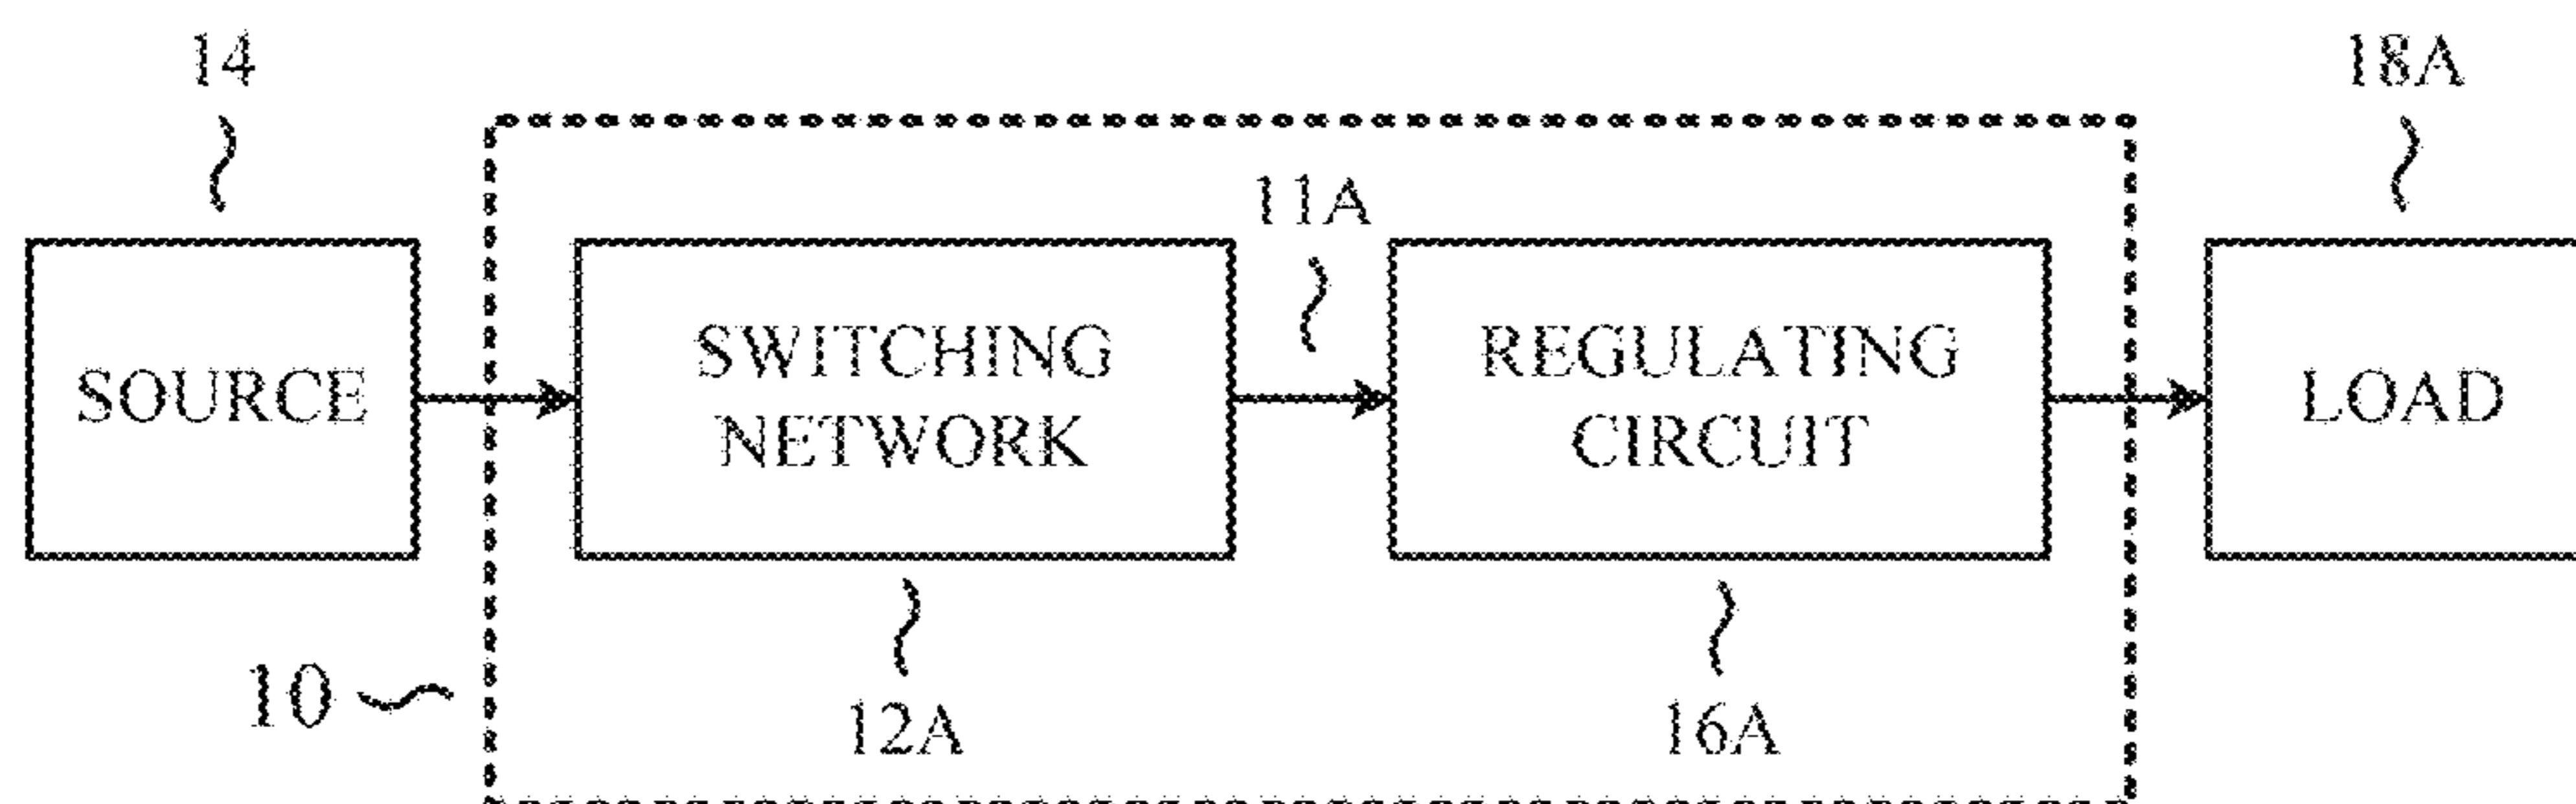 14
18A
11A
SOURCE
SWITCHING
NETWORK
REGULATING
CIRCUIT
LOAD
10
12A
16A